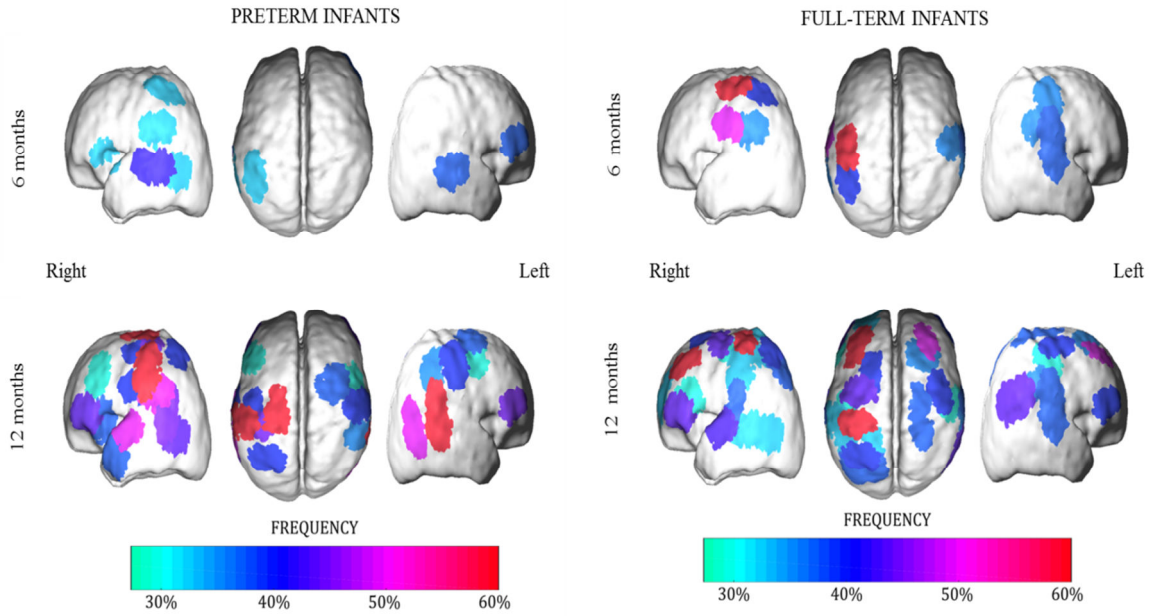 PRETERM INFANTS
FULL-TERM INFANTS
6 months
6 months
Right
Left
Right
Left
12 months
12 months
FREQUENCY
30% 40% 50% 60%
FREQUENCY
30% 40% 50% 60%